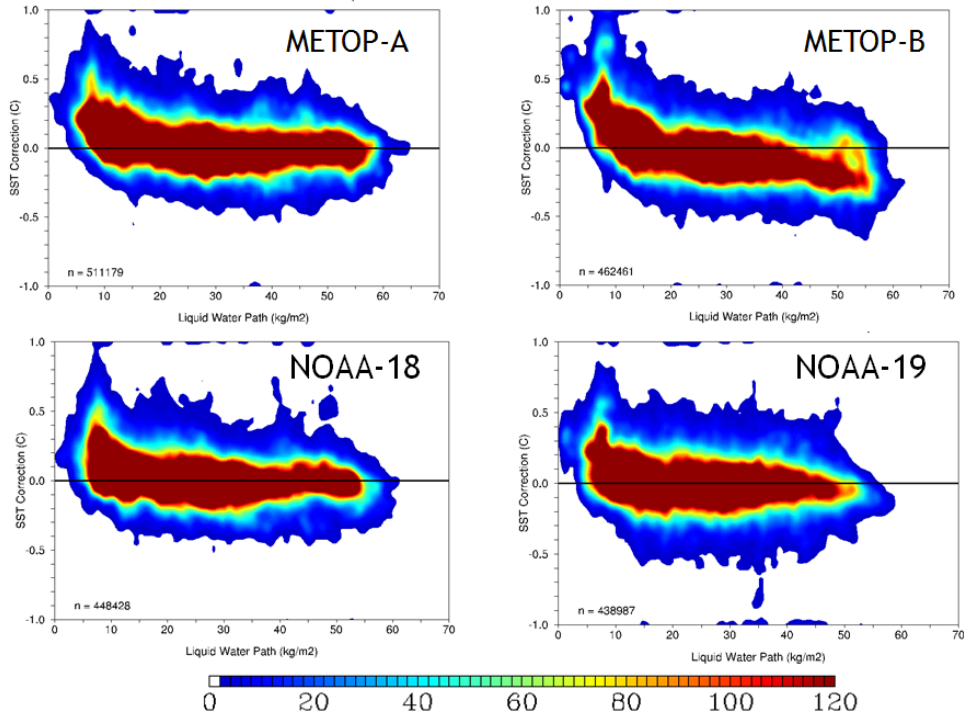 METOP-A
SST Correction (C)
1.0
0.5
0.0
-0.5
-1.0
n = 511179
0 10 20 30 40 50 60 70
Liquid Water Path (kg/m2)
METOP-B
SST Correction (C)
1.0
0.5
0.0
-0.5
-1.0
n = 462461
0 10 20 30 40 50 60 70
Liquid Water Path (kg/m2)
NOAA-18
SST Correction (C)
1.0
0.5
0.0
-0.5
-1.0
n = 448428
0 10 20 30 40 50 60 70
Liquid Water Path (kg/m2)
NOAA-19
SST Correction (C)
1.0
0.5
0.0
-0.5
-1.0
n = 438987
0 10 20 30 40 50 60 70
Liquid Water Path (kg/m2)
0 20 40 60 80 100 120